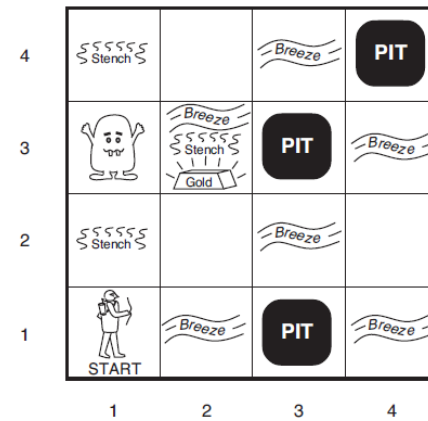 4 Stench Breeze PIT
Breeze
3 Stench PIT Breeze
Gold
2 Stench Breeze
1 Breeze PIT Breeze
START
1 2 3 4